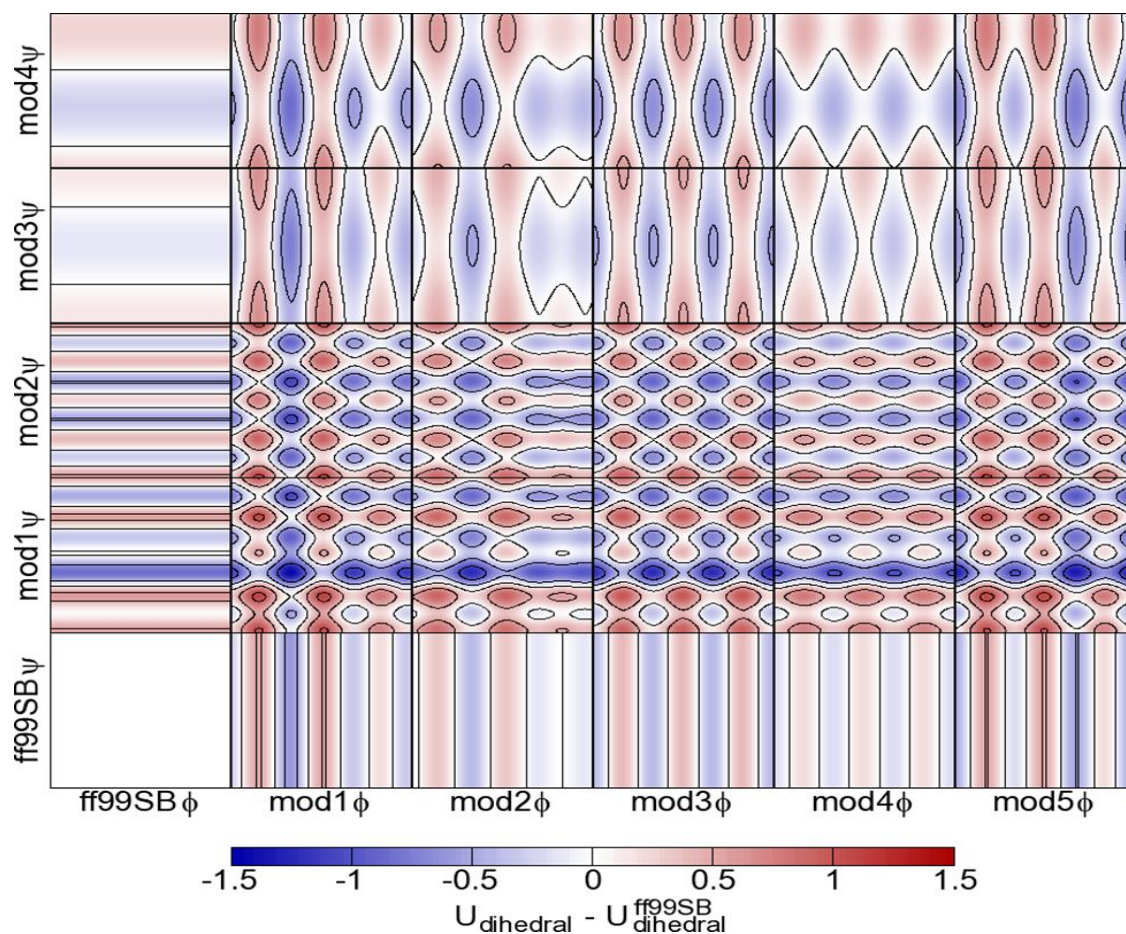 mod4ψ
mod3ψ
mod2ψ
mod1ψ
ff99SBψ
ff99SBϕ mod1ϕ mod2ϕ mod3ϕ mod4ϕ mod5ϕ
-1.5 -1 -0.5 0 0.5 1 1.5
U_dihedral - U_dihedral^ff99SB